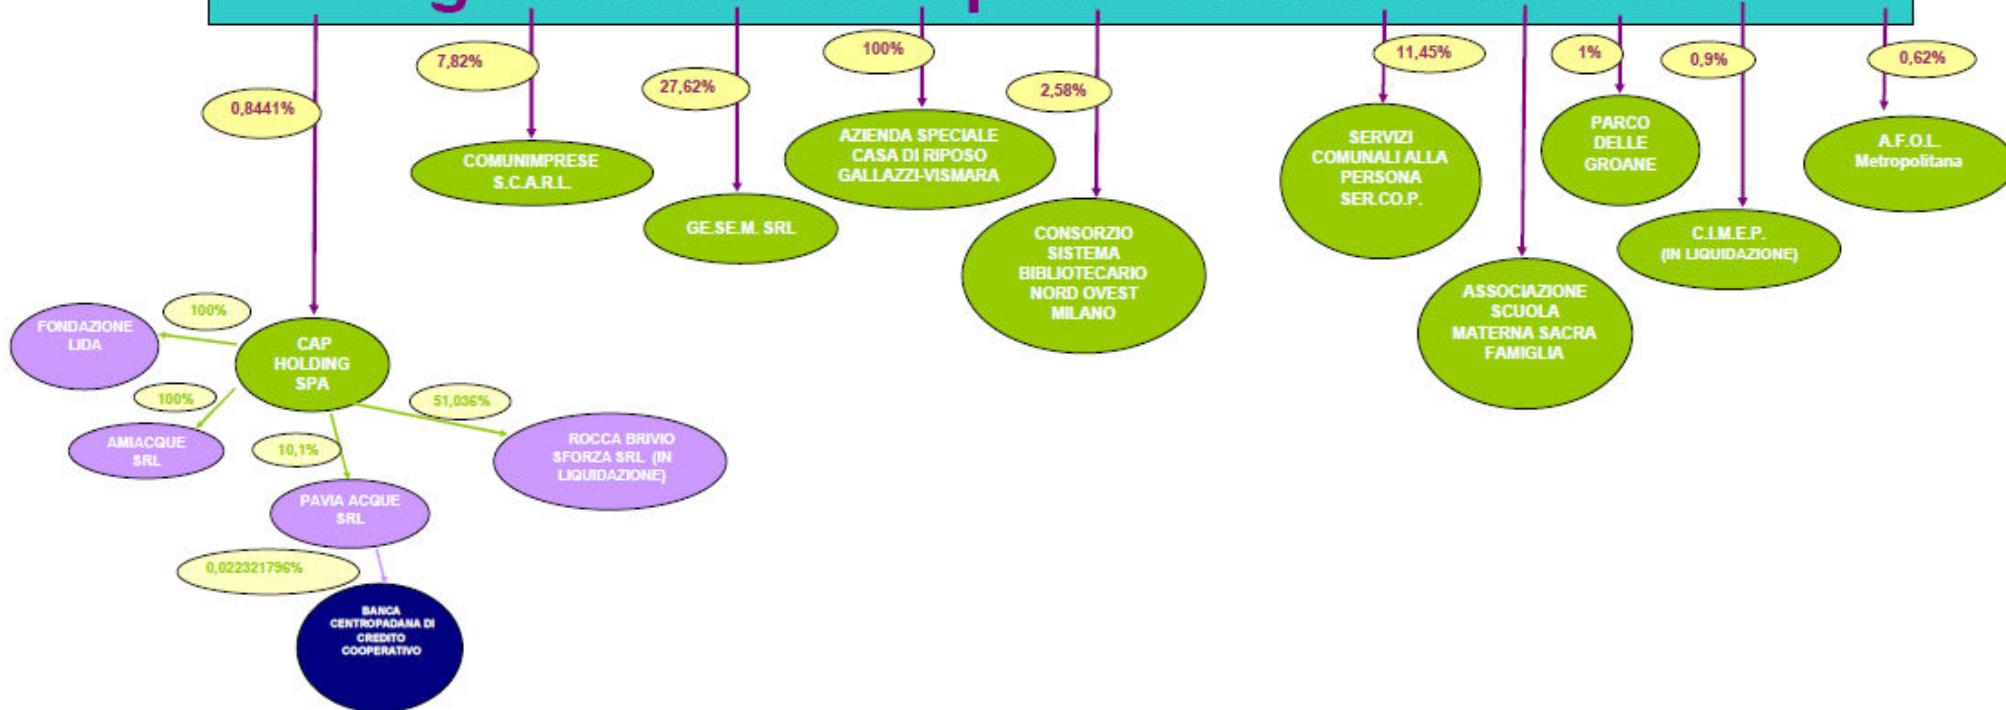 0,8441%
7,82%
27,62%
100%
2,58%
11,45%
1%
0,9%
0,62%
COMUNIMPRESE
S.C.A.R.L.
GE.SE.M. SRL
AZIENDA SPECIALE
CASA DI RIPOSO
GALLAZZI-VISMARA
CONSORZIO
SISTEMA
BIBLIOTECARIO
NORD OVEST
MILANO
SERVIZI
COMUNALI ALLA
PERSONA
SER.CO.P.
ASSOCIAZIONE
SCUOLA
MATERNA SACRA
FAMIGLIA
PARCO
DELLE
GROANE
C.I.M.E.P.
(IN LIQUIDAZIONE)
A.F.O.L.
Metropolitana
CAP
HOLDING
SPA
100%
FONDAZIONE
LIDA
100%
AMIACQUE
SRL
10,1%
PAVIA ACQUE
SRL
51,036%
ROCCA BRIVIO
SFORZA SRL (IN
LIQUIDAZIONE)
0,022321796%
BANCA
CENTROPADANA DI
CREDITO
COOPERATIVO